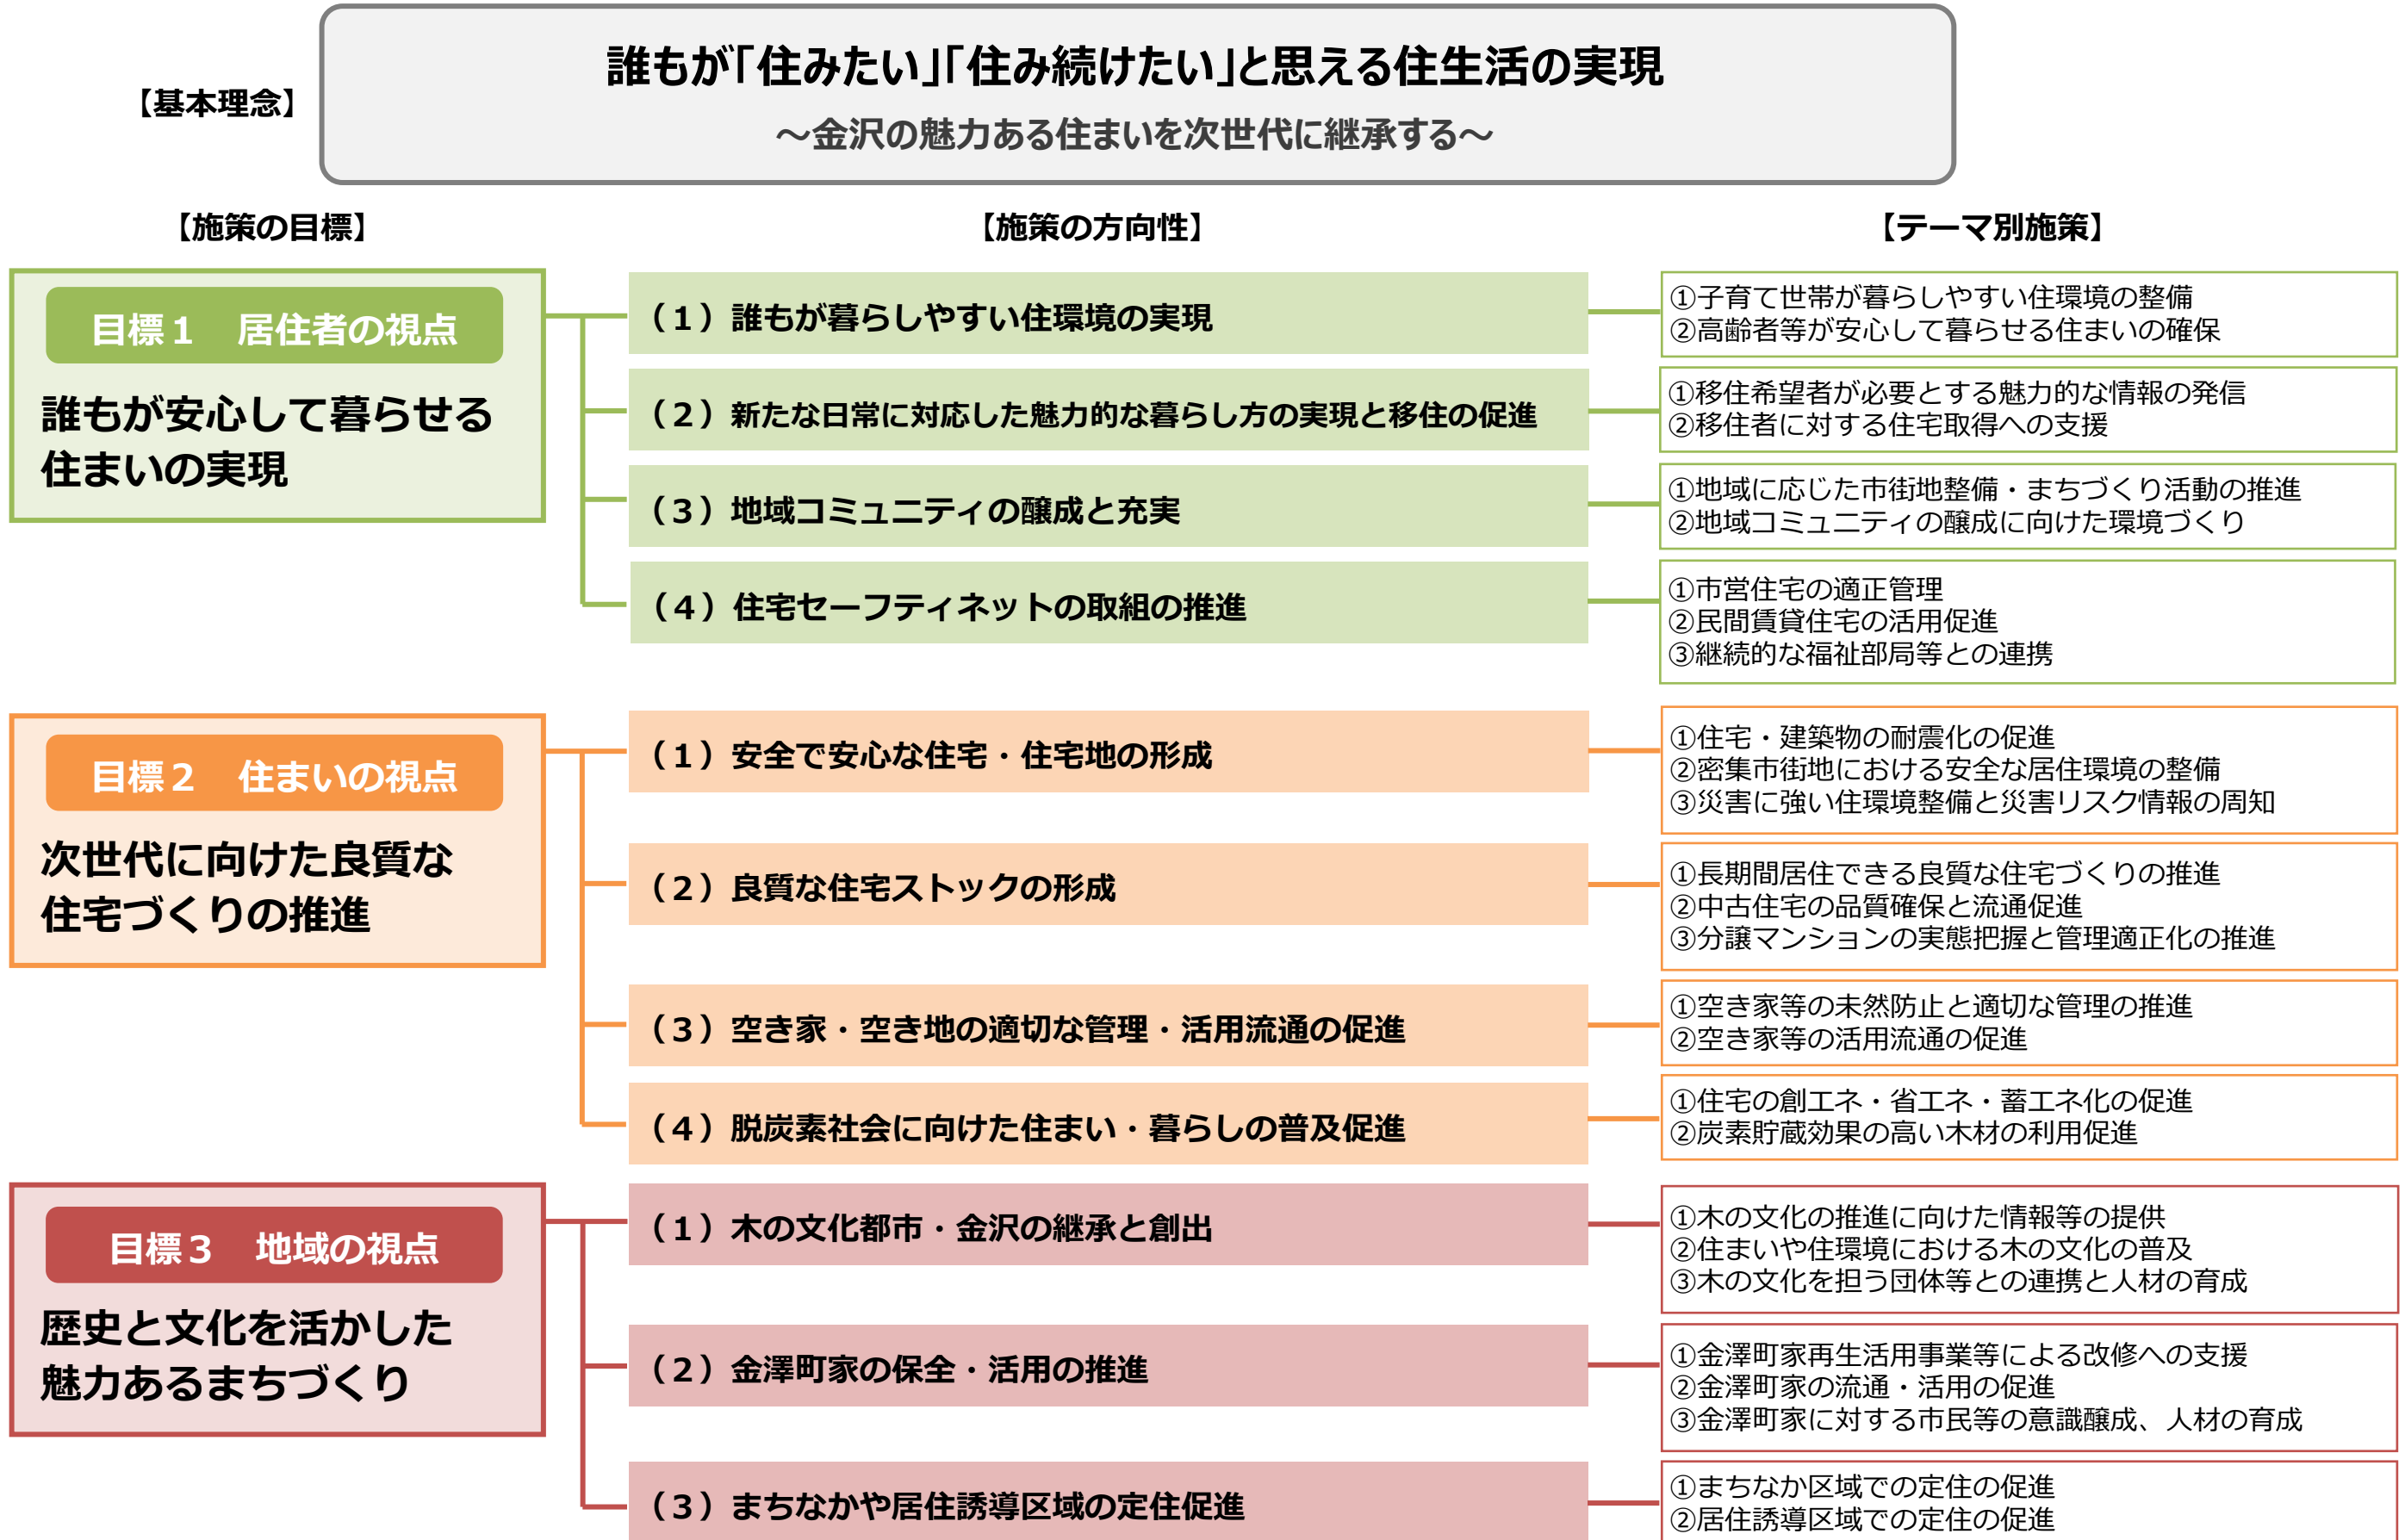 【基本理念】
誰もが「住みたい」「住み続けたい」と思える住生活の実現
～金沢の魅力ある住まいを次世代に継承する～
【施策の目標】
【施策の方向性】
【テーマ別施策】
目標１　居住者の視点
誰もが安心して暮らせる
住まいの実現
（１）誰もが暮らしやすい住環境の実現
①子育て世帯が暮らしやすい住環境の整備
②高齢者等が安心して暮らせる住まいの確保
（２）新たな日常に対応した魅力的な暮らし方の実現と移住の促進
①移住希望者が必要とする魅力的な情報の発信
②移住者に対する住宅取得への支援
（３）地域コミュニティの醸成と充実
①地域に応じた市街地整備・まちづくり活動の推進
②地域コミュニティの醸成に向けた環境づくり
（４）住宅セーフティネットの取組の推進
①市営住宅の適正管理
②民間賃貸住宅の活用促進
③継続的な福祉部局等との連携
目標２　住まいの視点
次世代に向けた良質な
住宅づくりの推進
（１）安全で安心な住宅・住宅地の形成
①住宅・建築物の耐震化の促進
②密集市街地における安全な居住環境の整備
③災害に強い住環境整備と災害リスク情報の周知
（２）良質な住宅ストックの形成
①長期間居住できる良質な住宅づくりの推進
②中古住宅の品質確保と流通促進
③分譲マンションの実態把握と管理適正化の推進
（３）空き家・空き地の適切な管理・活用流通の促進
①空き家等の未然防止と適切な管理の推進
②空き家等の活用流通の促進
（４）脱炭素社会に向けた住まい・暮らしの普及促進
①住宅の創エネ・省エネ・蓄エネ化の促進
②炭素貯蔵効果の高い木材の利用促進
目標３　地域の視点
歴史と文化を活かした
魅力あるまちづくり
（１）木の文化都市・金沢の継承と創出
①木の文化の推進に向けた情報等の提供
②住まいや住環境における木の文化の普及
③木の文化を担う団体等との連携と人材の育成
（２）金澤町家の保全・活用の推進
①金澤町家再生活用事業等による改修への支援
②金澤町家の流通・活用の促進
③金澤町家に対する市民等の意識醸成、人材の育成
（３）まちなかや居住誘導区域の定住促進
①まちなか区域での定住の促進
②居住誘導区域での定住の促進